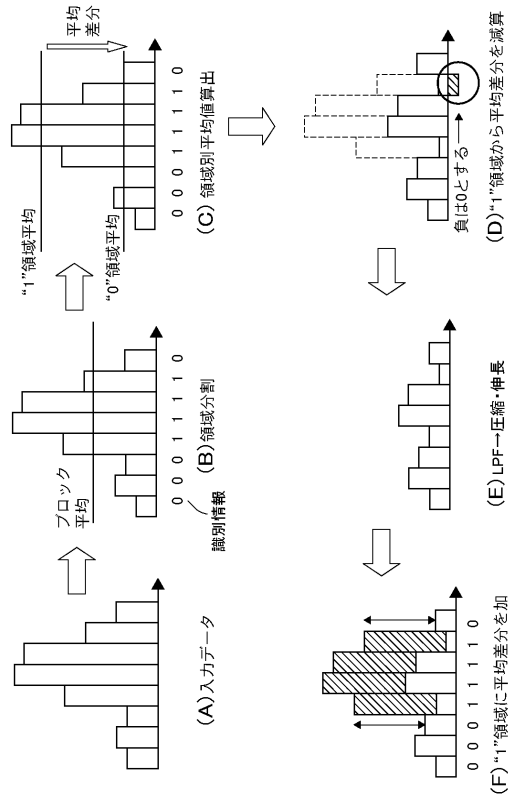 (A)入力データ
ブロック
平均
0 0 0 1 1 1 1 0
識別情報
(B)領域分割
"1"領域平均
"0"領域平均
平均
差分
0 0 0 1 1 1 1 0
(C)領域別平均値算出
負は0とする
(D)"1"領域から平均差分を減算
(E)LPF→圧縮・伸長
0 0 0 1 1 1 1 0
(F)"1"領域に平均差分を加